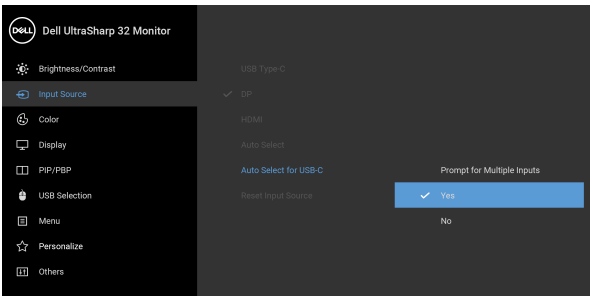 DELL Dell UltraSharp 32 Monitor
Brightness/Contrast USB Type-C
Input Source DP
Color HDMI
Display Auto Select
PIP/PBP Auto Select for USB-C Prompt for Multiple Inputs
USB Selection Reset Input Source Yes
Menu No
Personalize
Others